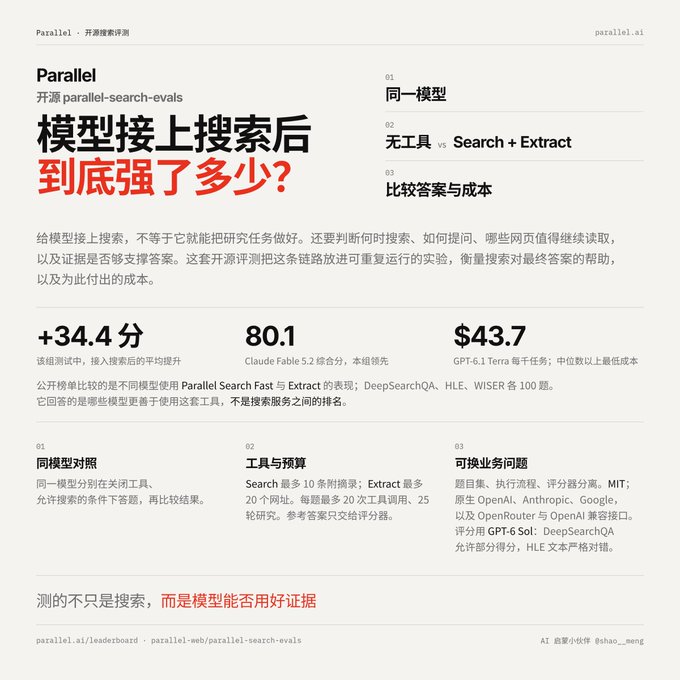 Parallel · 开源搜索评测
parallel.ai
Parallel
开源 parallel-search-evals
模型接上搜索后
到底强了多少？
01
同一模型
02
无工具 vs Search + Extract
03
比较答案与成本
给模型接上搜索，不等于它就能把研究任务做好。还要判断何时搜索、如何提问、哪些网页值得继续读取，
以及证据是否够支撑答案。这套开源评测把这条链路放进可重复运行的实验，衡量搜索对最终答案的帮助，
以及为此付出的成本。
+34.4 分
该组测试中，接入搜索后的平均提升
80.1
Claude Fable 5.2 综合分，本组领先
$43.7
GPT-6.1 Terra 每千任务；中位数以上最低成本
公开榜单比较的是不同模型使用 Parallel Search Fast 与 Extract 的表现；DeepSearchQA、HLE、WISER 各 100 题。
它回答的是哪些模型更善于使用这套工具，不是搜索服务之间的排名。
01
同模型对照
同一模型分别在关闭工具、
允许搜索的条件下答题，再比较结果。
02
工具与预算
Search 最多 10 条附摘录；Extract 最多
20 个网址。每题最多 20 次工具调用、25
轮研究。参考答案只交给评分器。
03
可换业务问题
题目集、执行流程、评分器分离。MIT；
原生 OpenAI、Anthropic、Google，
以及 OpenRouter 与 OpenAI 兼容接口。
评分用 GPT-6 Sol：DeepSearchQA
允许部分得分，HLE 文本严格对错。
测的不只是搜索，而是模型能否用好证据
parallel.ai/leaderboard · parallel-web/parallel-search-evals
AI 启蒙小伙伴 @shao__meng